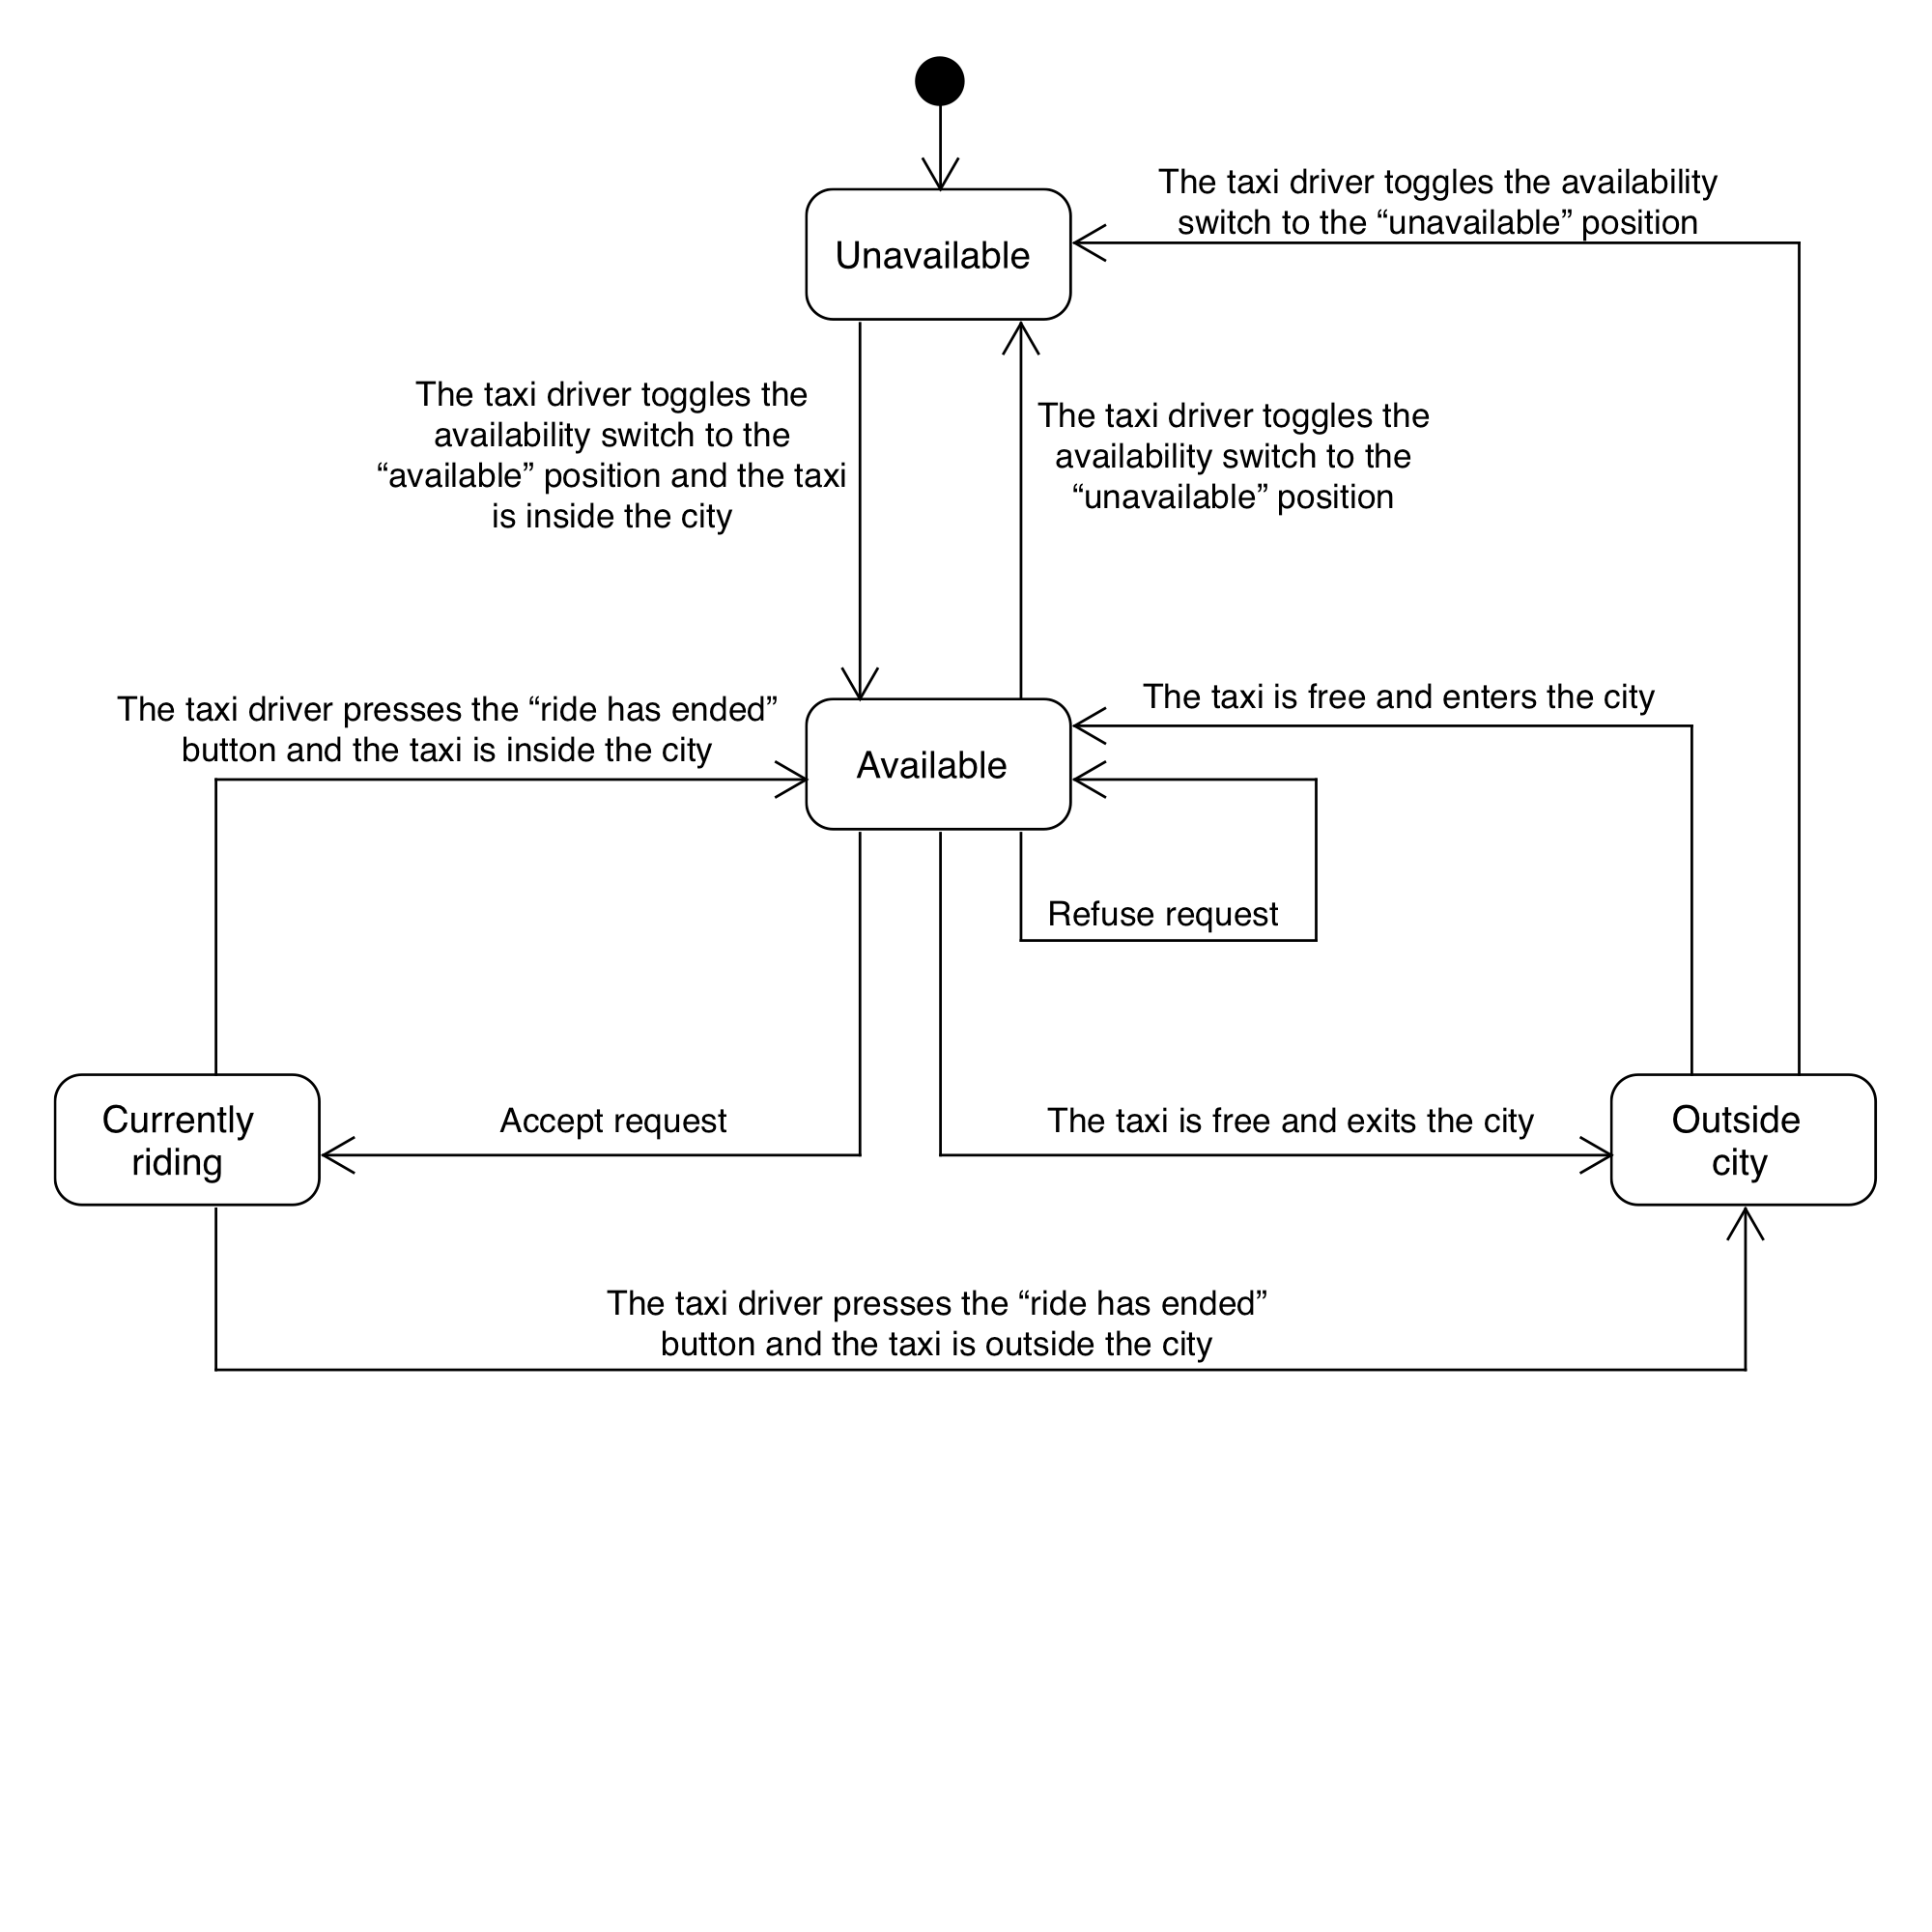 The taxi driver toggles the availability
switch to the “unavailable” position
Unavailable
The taxi driver toggles the
availability switch to the
“available” position and the taxi
is inside the city
The taxi driver toggles the
availability switch to the
“unavailable” position
The taxi driver presses the “ride has ended”
button and the taxi is inside the city
Available
The taxi is free and enters the city
Refuse request
Currently
riding
Accept request
The taxi is free and exits the city
Outside
city
The taxi driver presses the “ride has ended”
button and the taxi is outside the city